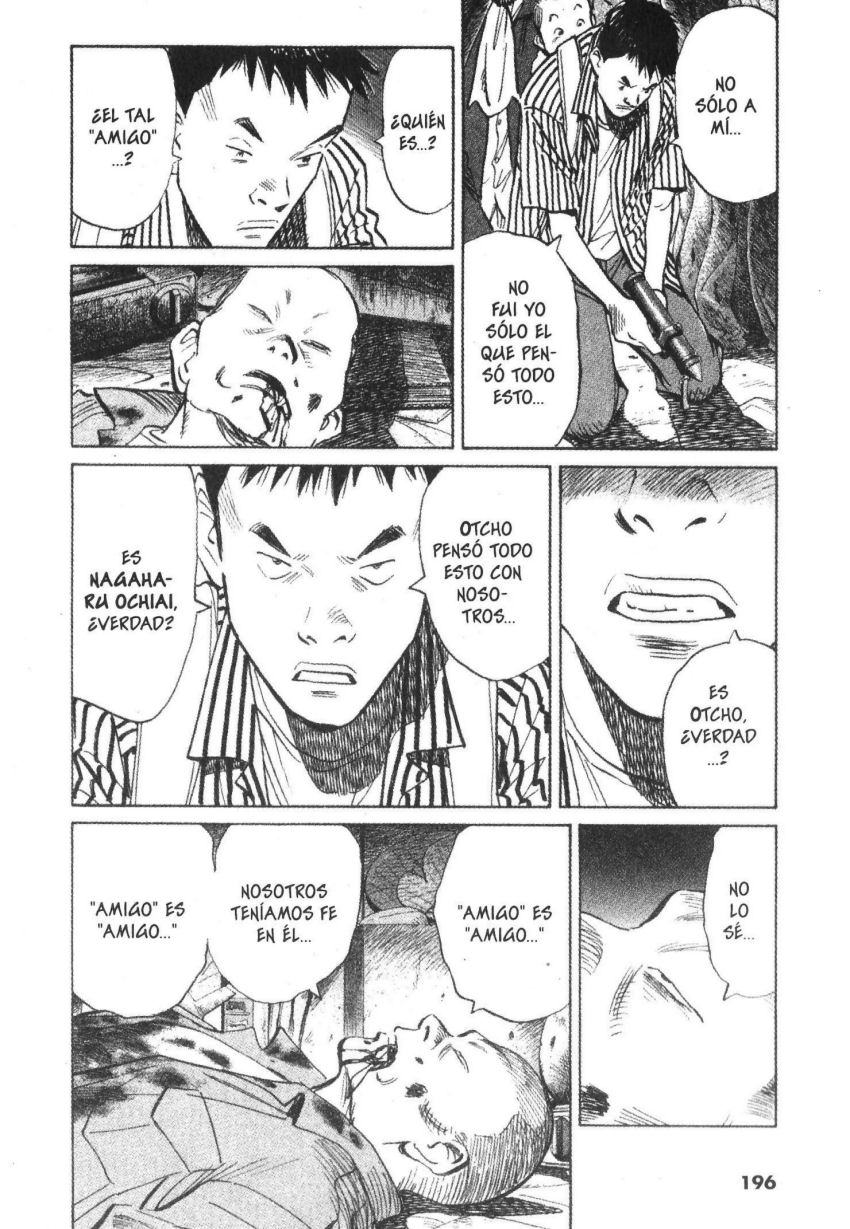 NO
SÓLO A
MÍ...
NO
FUI YO
SÓLO EL
QUE PEN-
SÓ TODO
ESTO...
¿QUIÉN
ES...?
¿EL TAL
"AMIGO"
...?
ES
OTCHO,
¿VERDAD
...?
OTCHO
PENSÓ TODO
ESTO CON
NOSO-
TROS...
ES
NAGAHA-
RU OCHIAI,
¿VERDAD?
NO
LO
SÉ...
"AMIGO" ES
"AMIGO..."
NOSOTROS
TENÍAMOS FE
EN ÉL...
"AMIGO" ES
"AMIGO..."
196